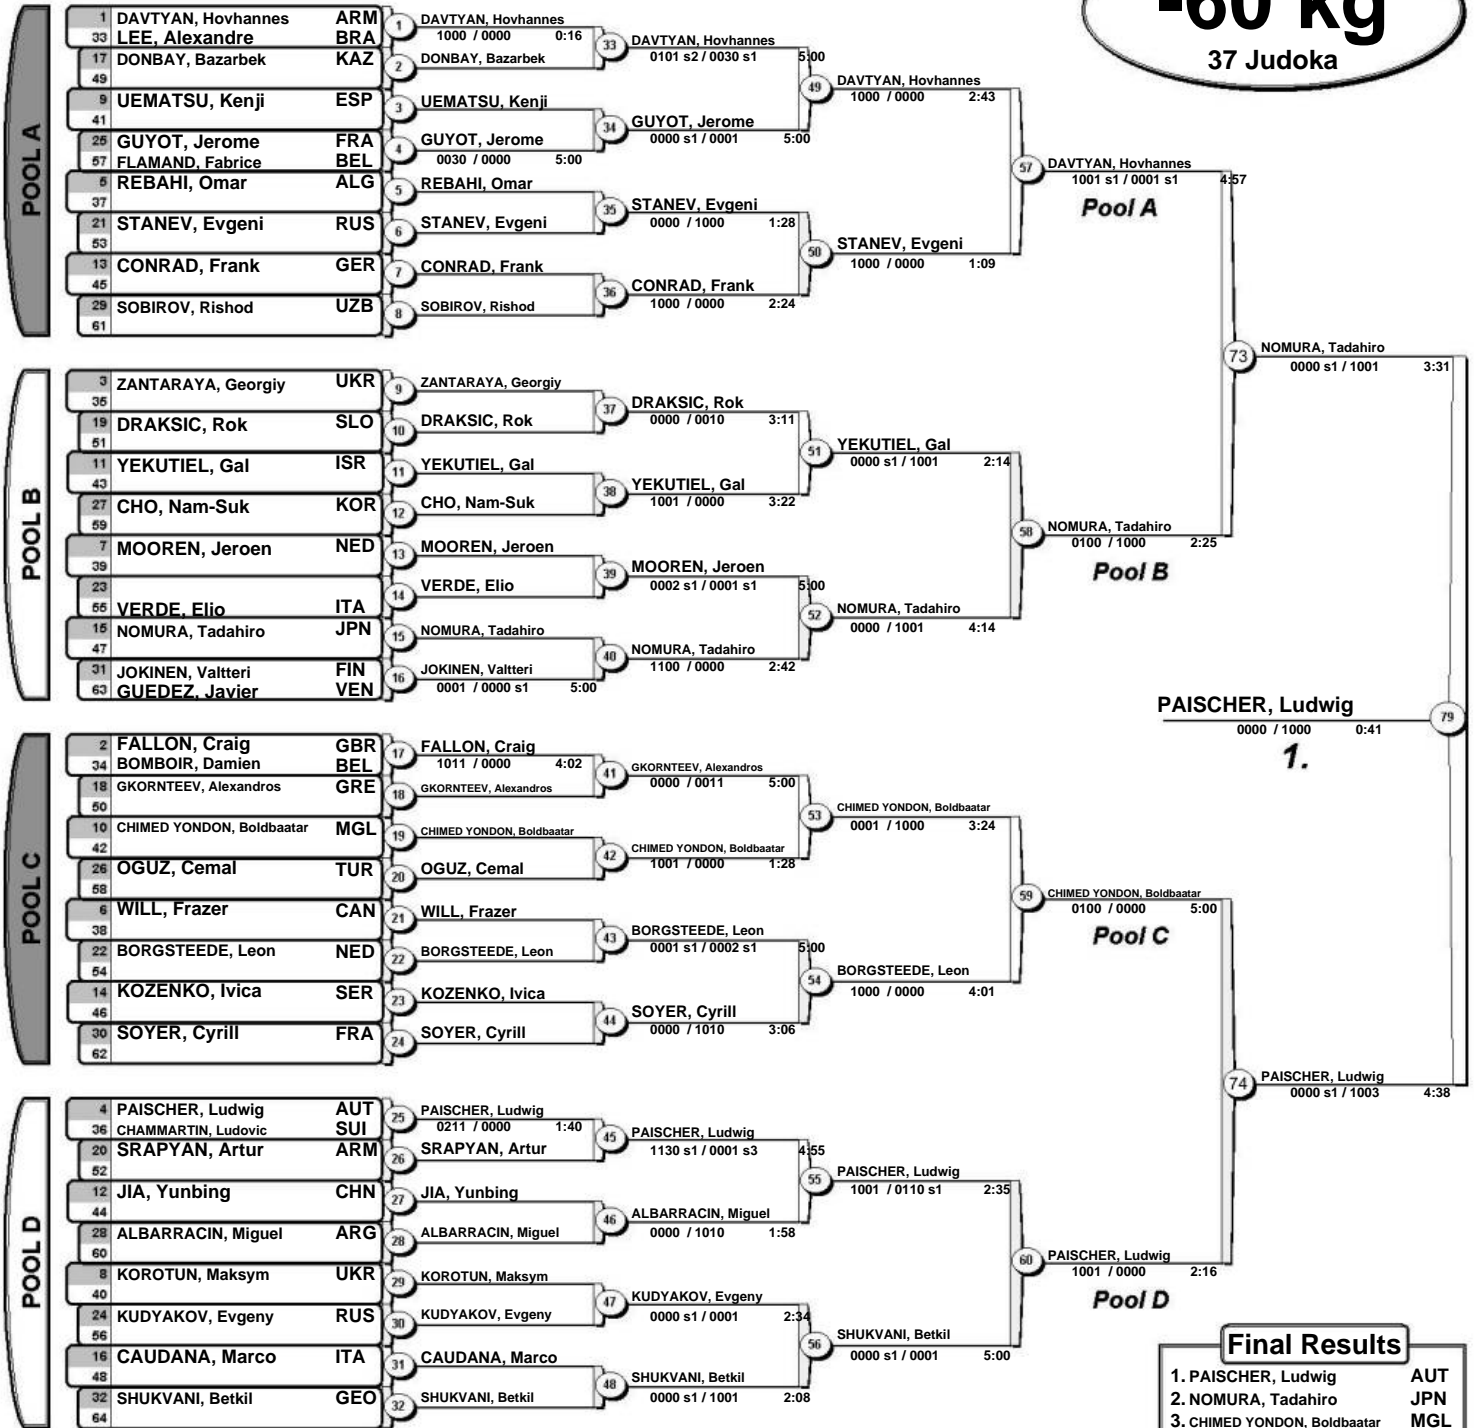 -60 kg
37 Judoka
POOL A
1 DAVTYAN, Hovhannes ARM
33 LEE, Alexandre BRA
17 DONBAY, Bazarbek KAZ
49
9 UEMATSU, Kenji ESP
41
25 GUYOT, Jerome FRA
57 FLAMAND, Fabrice BEL
5 REBAHI, Omar ALG
37
21 STANEV, Evgeni RUS
53
13 CONRAD, Frank GER
45
29 SOBIROV, Rishod UZB
61
1 DAVTYAN, Hovhannes
1000 / 0000 0:16
2 DONBAY, Bazarbek
3 UEMATSU, Kenji
4 GUYOT, Jerome
0030 / 0000 5:00
5 REBAHI, Omar
6 STANEV, Evgeni
7 CONRAD, Frank
8 SOBIROV, Rishod
33 DAVTYAN, Hovhannes
0101 s2 / 0030 s1 5:00
34 GUYOT, Jerome
0000 s1 / 0001 5:00
35 STANEV, Evgeni
0000 / 1000 1:28
36 CONRAD, Frank
1000 / 0000 2:24
49 DAVTYAN, Hovhannes
1000 / 0000 2:43
50 STANEV, Evgeni
1000 / 0000 1:09
57 DAVTYAN, Hovhannes
1001 s1 / 0001 s1 4:57
Pool A
POOL B
3 ZANTARAYA, Georgiy UKR
35
19 DRAKSIC, Rok SLO
51
11 YEKUTIEL, Gal ISR
43
27 CHO, Nam-Suk KOR
59
7 MOOREN, Jeroen NED
39
23
55 VERDE, Elio ITA
15 NOMURA, Tadahiro JPN
47
31 JOKINEN, Valtteri FIN
63 GUEDEZ, Javier VEN
9 ZANTARAYA, Georgiy
10 DRAKSIC, Rok
11 YEKUTIEL, Gal
12 CHO, Nam-Suk
13 MOOREN, Jeroen
14 VERDE, Elio
15 NOMURA, Tadahiro
16 JOKINEN, Valtteri
0001 / 0000 s1 5:00
37 DRAKSIC, Rok
0000 / 0010 3:11
38 YEKUTIEL, Gal
1001 / 0000 3:22
39 MOOREN, Jeroen
0002 s1 / 0001 s1 5:00
40 NOMURA, Tadahiro
1100 / 0000 2:42
51 YEKUTIEL, Gal
0000 s1 / 1001 2:14
52 NOMURA, Tadahiro
0000 / 1001 4:14
58 NOMURA, Tadahiro
0100 / 1000 2:25
Pool B
73 NOMURA, Tadahiro
0000 s1 / 1001 3:31
PAISCHER, Ludwig 79
0000 / 1000 0:41
1.
POOL C
2 FALLON, Craig GBR
34 BOMBOIR, Damien BEL
18 GKORNTEEV, Alexandros GRE
50
10 CHIMED YONDON, Boldbaatar MGL
42
26 OGUZ, Cemal TUR
58
6 WILL, Frazer CAN
38
22 BORGSTEEDE, Leon NED
54
14 KOZENKO, Ivica SER
46
30 SOYER, Cyrill FRA
62
17 FALLON, Craig
1011 / 0000 4:02
18 GKORNTEEV, Alexandros
19 CHIMED YONDON, Boldbaatar
20 OGUZ, Cemal
21 WILL, Frazer
22 BORGSTEEDE, Leon
23 KOZENKO, Ivica
24 SOYER, Cyrill
41 GKORNTEEV, Alexandros
0000 / 0011 5:00
42 CHIMED YONDON, Boldbaatar
1001 / 0000 1:28
43 BORGSTEEDE, Leon
0001 s1 / 0002 s1 5:00
44 SOYER, Cyrill
0000 / 1010 3:06
53 CHIMED YONDON, Boldbaatar
0001 / 1000 3:24
54 BORGSTEEDE, Leon
1000 / 0000 4:01
59 CHIMED YONDON, Boldbaatar
0100 / 0000 5:00
Pool C
POOL D
4 PAISCHER, Ludwig AUT
36 CHAMMARTIN, Ludovic SUI
20 SRAPYAN, Artur ARM
52
12 JIA, Yunbing CHN
44
28 ALBARRACIN, Miguel ARG
60
8 KOROTUN, Maksym UKR
40
24 KUDYAKOV, Evgeny RUS
56
16 CAUDANA, Marco ITA
48
32 SHUKVANI, Betkil GEO
64
25 PAISCHER, Ludwig
0211 / 0000 1:40
26 SRAPYAN, Artur
27 JIA, Yunbing
28 ALBARRACIN, Miguel
29 KOROTUN, Maksym
30 KUDYAKOV, Evgeny
31 CAUDANA, Marco
32 SHUKVANI, Betkil
45 PAISCHER, Ludwig
1130 s1 / 0001 s3 4:55
46 ALBARRACIN, Miguel
0000 / 1010 1:58
47 KUDYAKOV, Evgeny
0000 s1 / 0001 2:34
48 SHUKVANI, Betkil
0000 s1 / 1001 2:08
55 PAISCHER, Ludwig
1001 / 0110 s1 2:35
56 SHUKVANI, Betkil
0000 s1 / 0001 5:00
60 PAISCHER, Ludwig
1001 / 0000 2:16
Pool D
74 PAISCHER, Ludwig
0000 s1 / 1003 4:38
Final Results
1. PAISCHER, Ludwig AUT
2. NOMURA, Tadahiro JPN
3. CHIMED YONDON, Boldbaatar MGL